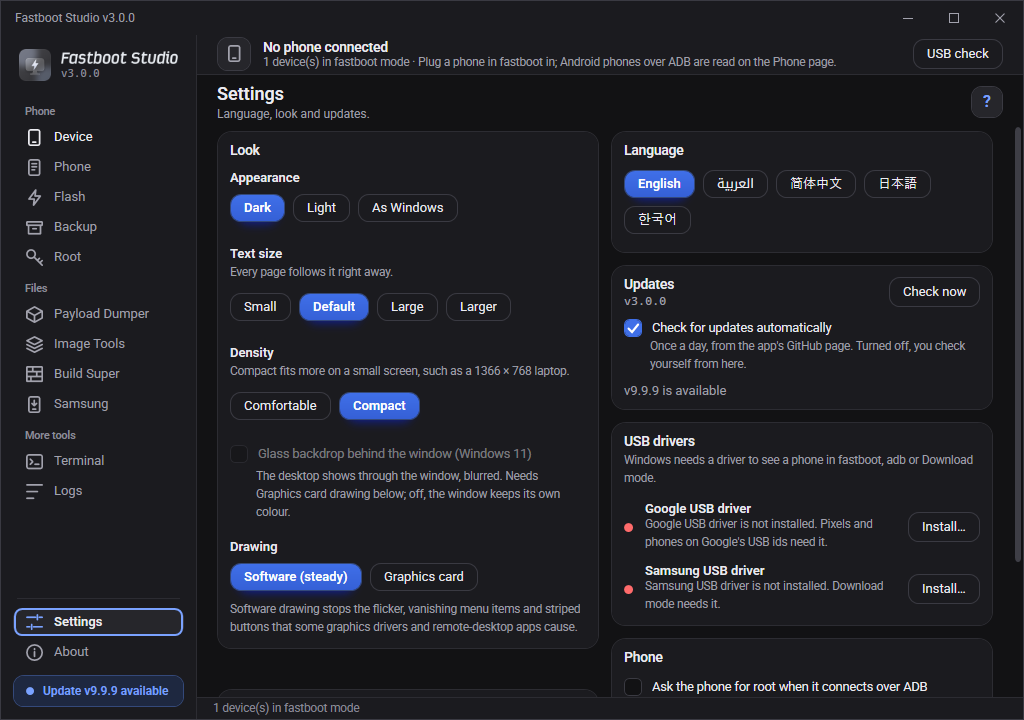 Fastboot Studio v3.0.0
Fastboot Studio
v3.0.0
Phone
Device
Phone
Flash
Backup
Root
Files
Payload Dumper
Image Tools
Build Super
Samsung
More tools
Terminal
Logs
Settings
About
Update v9.9.9 available
No phone connected
1 device(s) in fastboot mode · Plug a phone in fastboot in; Android phones over ADB are read on the Phone page.
USB check
Settings
Language, look and updates.
?
Look
Appearance
Dark
Light
As Windows
Text size
Every page follows it right away.
Small
Default
Large
Larger
Density
Compact fits more on a small screen, such as a 1366 × 768 laptop.
Comfortable
Compact
Glass backdrop behind the window (Windows 11)
The desktop shows through the window, blurred. Needs
Graphics card drawing below; off, the window keeps its own
colour.
Drawing
Software (steady)
Graphics card
Software drawing stops the flicker, vanishing menu items and striped
buttons that some graphics drivers and remote-desktop apps cause.
Language
English
العربية
简体中文
日本語
한국어
Updates
v3.0.0
Check now
Check for updates automatically
Once a day, from the app's GitHub page. Turned off, you check
yourself from here.
v9.9.9 is available
USB drivers
Windows needs a driver to see a phone in fastboot, adb or Download
mode.
Google USB driver
Google USB driver is not installed. Pixels and
phones on Google's USB ids need it.
Install…
Samsung USB driver
Samsung USB driver is not installed. Download
mode needs it.
Install…
Phone
Ask the phone for root when it connects over ADB
1 device(s) in fastboot mode